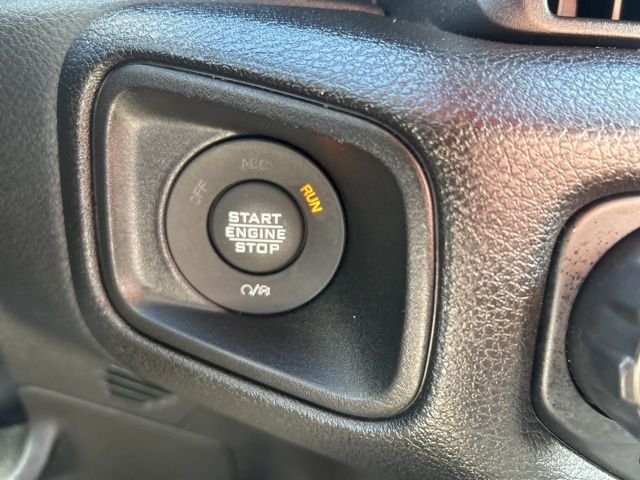 OFF
ACC
RUN
START
ENGINE
STOP